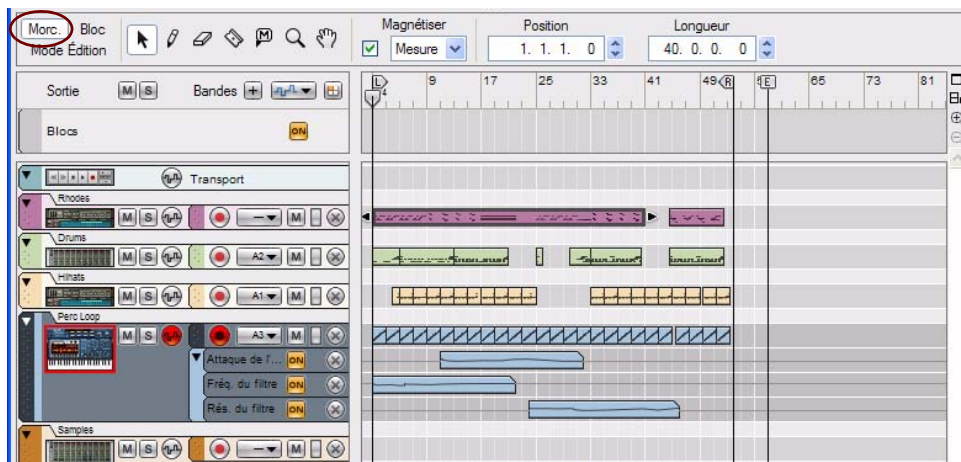 Morc. Bloc
Mode Édition
M
Magnétiser
Mesure
Position
1. 1. 1. 0
Longueur
40. 0. 0. 0
Sortie M S Bandes
L 9 17 25 33 41 49 R E 65 73 81
4
Blocs ON
Transport
Rhodes
M S M
Drums
M S A2 M
Hihats
M S A1 M
Perc Loop
M S A3 M
Attaque de l'... ON
Fréq. du filtre ON
Rés. du filtre ON
Samples
M S M